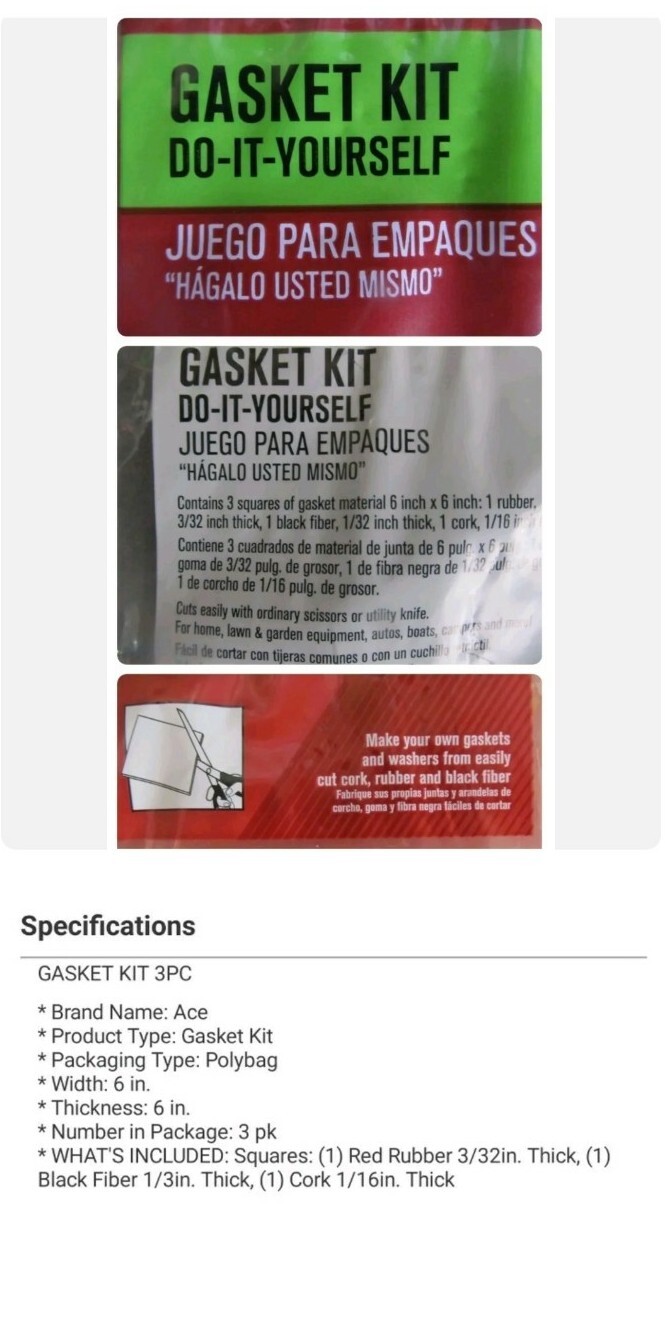 GASKET KIT
DO-IT-YOURSELF
JUEGO PARA EMPAQUES
“HÁGALO USTED MISMO”
GASKET KIT
DO-IT-YOURSELF
JUEGO PARA EMPAQUES
“HÁGALO USTED MISMO”
Contains 3 squares of gasket material 6 inch x 6 inch: 1 rubber,
3/32 inch thick, 1 black fiber, 1/32 inch thick, 1 cork, 1/16
Contiene 3 cuadrados de material de junta de 6 pulg. x 6
goma de 3/32 pulg. de grosor, 1 de fibra negra de 1/32
1 de corcho de 1/16 pulg. de grosor.
Cuts easily with ordinary scissors or utility knife.
For home, lawn & garden equipment, autos, boats, and
Fácil de cortar con tijeras comunes o con un
Make your own gaskets
and washers from easily
cut cork, rubber and black fiber
Fabrique sus propias juntas y arandelas de
corcho, goma y fibra negra fáciles de cortar
Specifications
GASKET KIT 3PC
* Brand Name: Ace
* Product Type: Gasket Kit
* Packaging Type: Polybag
* Width: 6 in.
* Thickness: 6 in.
* Number in Package: 3 pk
* WHAT'S INCLUDED: Squares: (1) Red Rubber 3/32in. Thick, (1)
Black Fiber 1/3in. Thick, (1) Cork 1/16in. Thick